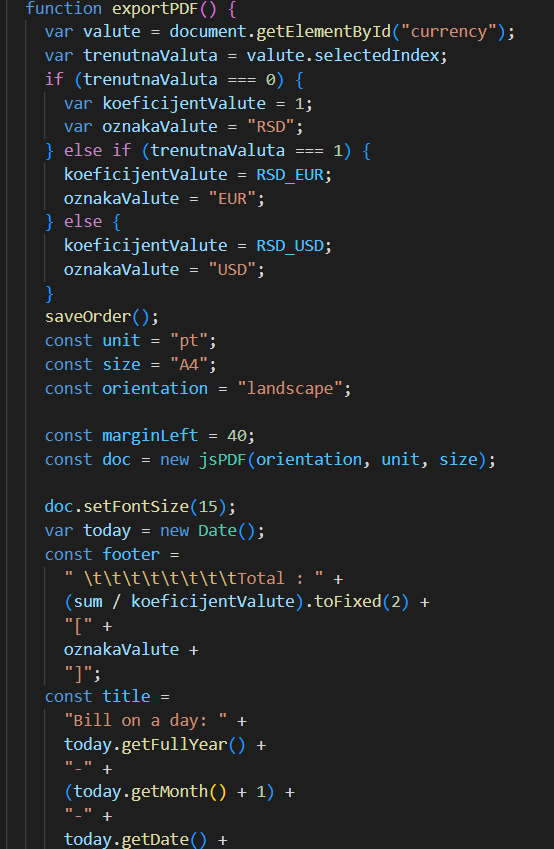 function exportPDF() {
var valute = document.getElementById("currency");
var trenutnaValuta = valute.selectedIndex;
if (trenutnaValuta === 0) {
var koeficijentValute = 1;
var oznakaValute = "RSD";
} else if (trenutnaValuta === 1) {
koeficijentValute = RSD_EUR;
oznakaValute = "EUR";
} else {
koeficijentValute = RSD_USD;
oznakaValute = "USD";
}
saveOrder();
const unit = "pt";
const size = "A4";
const orientation = "landscape";
const marginLeft = 40;
const doc = new jsPDF(orientation, unit, size);
doc.setFontSize(15);
var today = new Date();
const footer =
" \t\t\t\t\t\t\t\tTotal : " +
(sum / koeficijentValute).toFixed(2) +
"[" +
oznakaValute +
"]";
const title =
"Bill on a day: " +
today.getFullYear() +
"-" +
(today.getMonth() + 1) +
"-" +
today.getDate() +